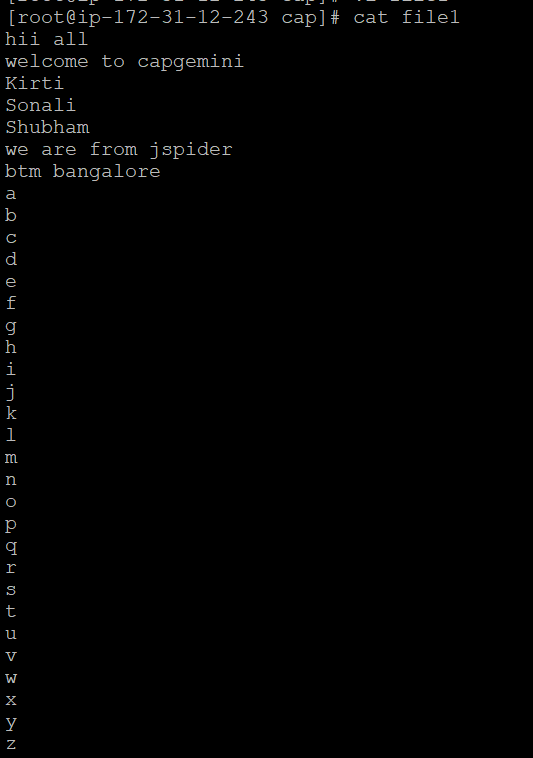 [root@ip-172-31-12-243 cap]# cat file1
hii all
welcome to capgemini
Kirti
Sonali
Shubham
we are from jspider
btm bangalore
a
b
c
d
e
f
g
h
i
j
k
l
m
n
o
p
q
r
s
t
u
v
w
x
y
z